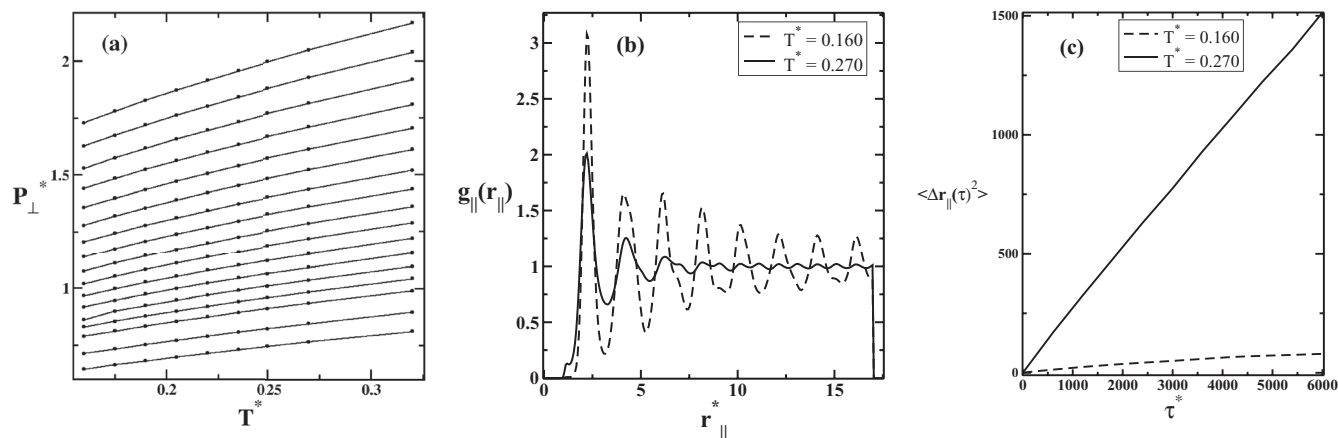 (a)
2
1.5
1
P⊥*
0.2
0.25
0.3
T*
(b)
T* = 0.160
T* = 0.270
3
2.5
2
1.5
1
0.5
0
g||(r||)
0
5
10
15
r*||
(c)
T* = 0.160
T* = 0.270
1500
1000
500
0
<Δr||(τ)²>
0
1000
2000
3000
4000
5000
6000
τ*